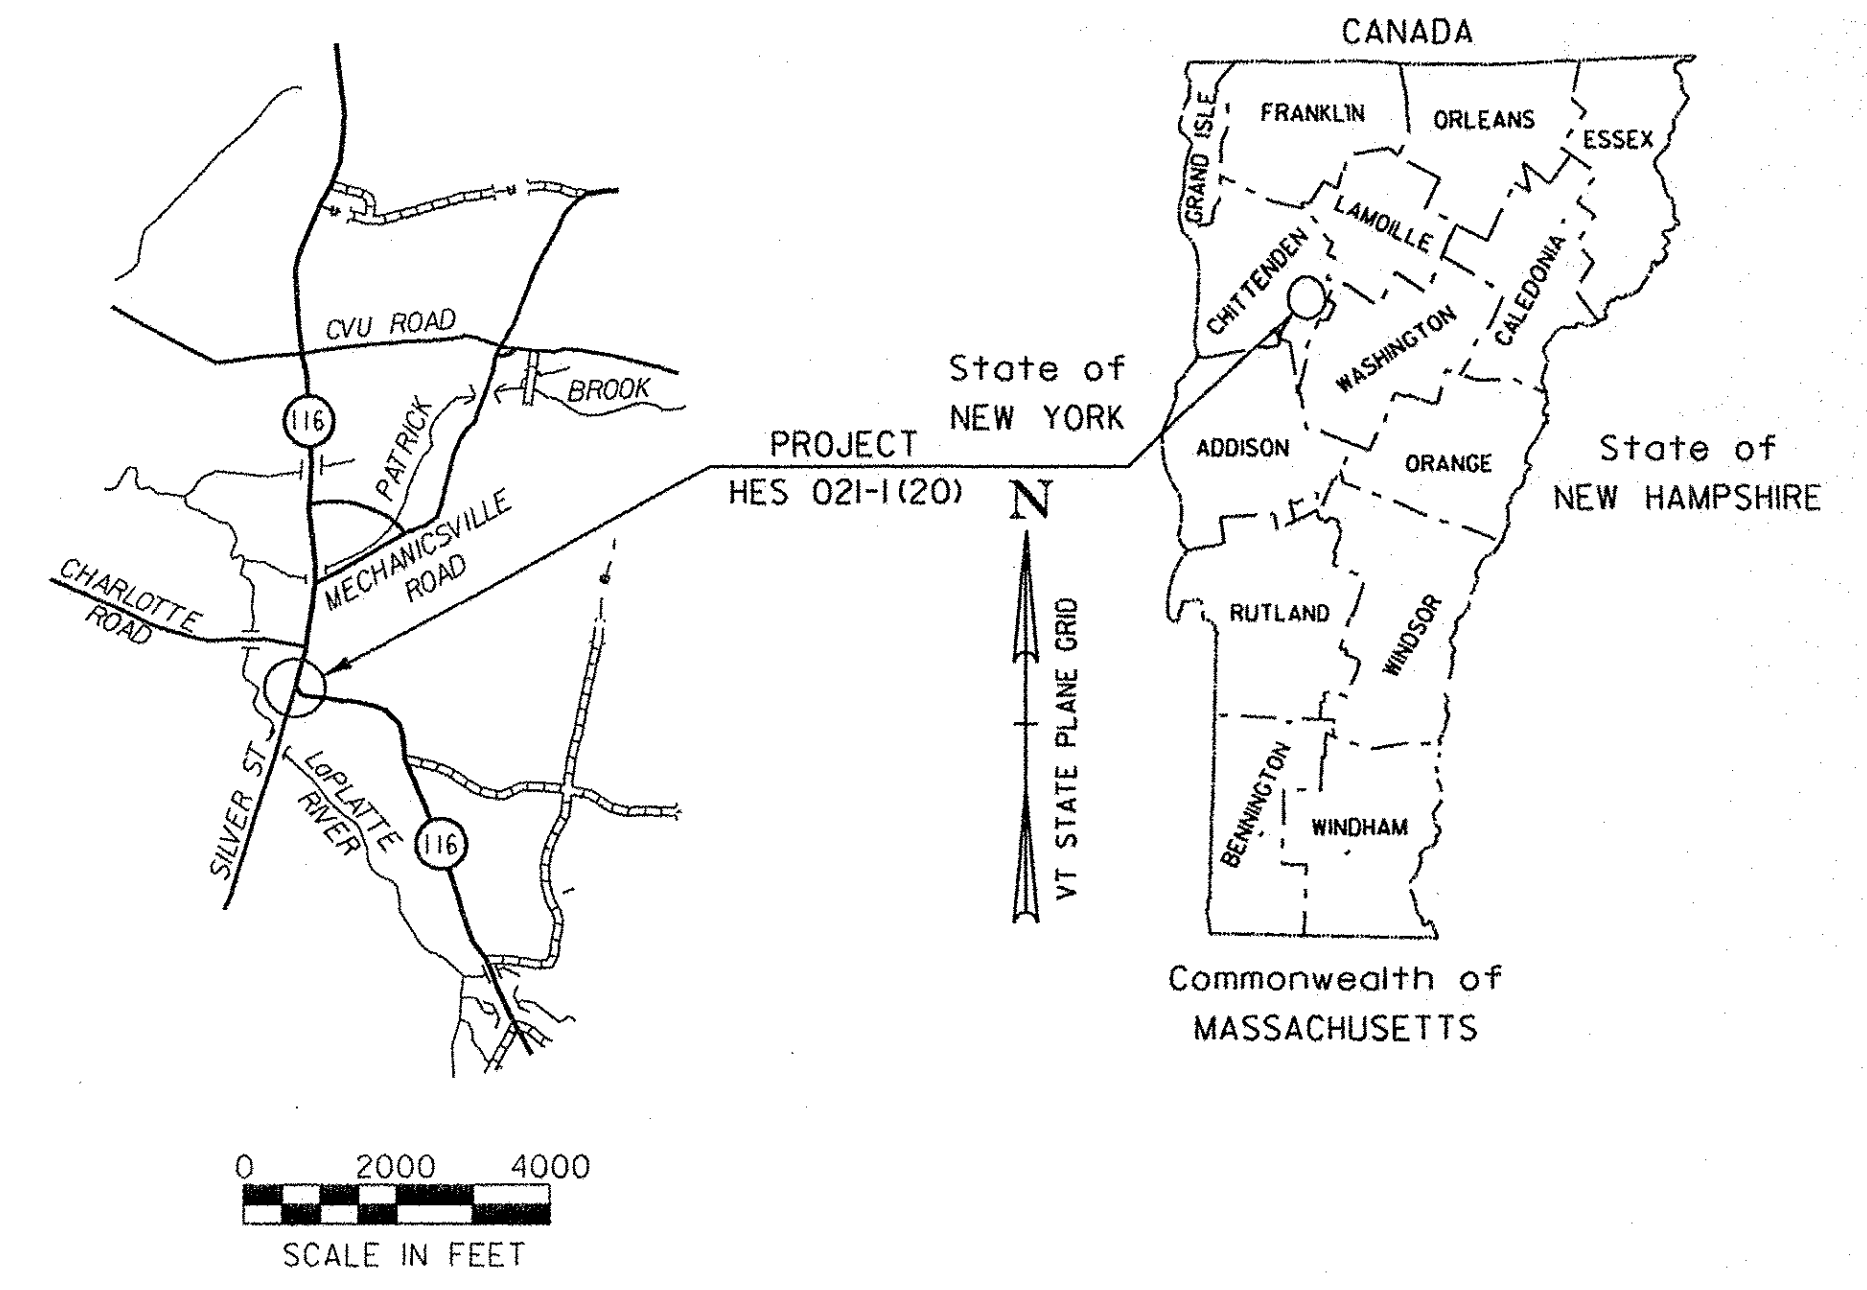 CANADA
GRAND ISLE
FRANKLIN
ORLEANS
ESSEX
LAMOILLE
CHITTENDEN
CALEDONIA
WASHINGTON
ADDISON
ORANGE
RUTLAND
WINDSOR
BENNINGTON
WINDHAM
State of
NEW YORK
State of
NEW HAMPSHIRE
Commonwealth of
MASSACHUSETTS
PROJECT
HES 021-1(20)
N
VT STATE PLANE GRID
CVU ROAD
116
PATRICK
BROOK
MECHANICSVILLE
ROAD
CHARLOTTE
ROAD
SILVER ST
LaPLATTE
RIVER
116
0 2000 4000
SCALE IN FEET